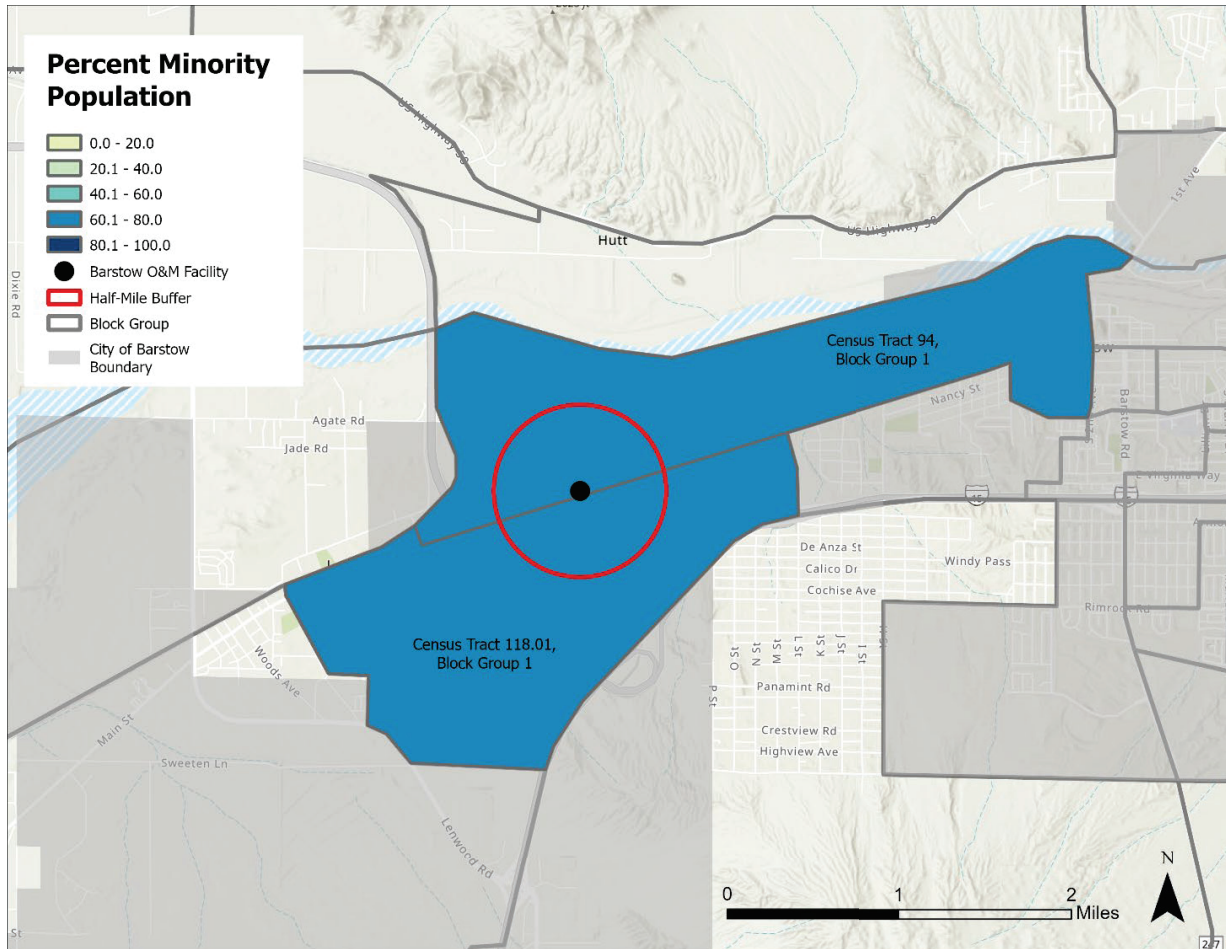 Percent Minority
Population
0.0 - 20.0
20.1 - 40.0
40.1 - 60.0
60.1 - 80.0
80.1 - 100.0
Barstow O&M Facility
Half-Mile Buffer
Block Group
City of Barstow
Boundary
US Highway 58
1st Ave
Hutt
US Highway 58
Dixie Rd
Census Tract 94,
Block Group 1
Nancy St
Barstow Rd
Agate Rd
Jade Rd
E Virginia Way
15
De Anza St
Calico Dr
Windy Pass
Cochise Ave
Rimrock Rd
O St
N St
M St
L St
K St
J St
I St
H St
Census Tract 118.01,
Block Group 1
Woods Ave
P St
Panamint Rd
Main St
Crestview Rd
Highview Ave
Sweeten Ln
Lenwood Rd
N
0
1
2
Miles
247